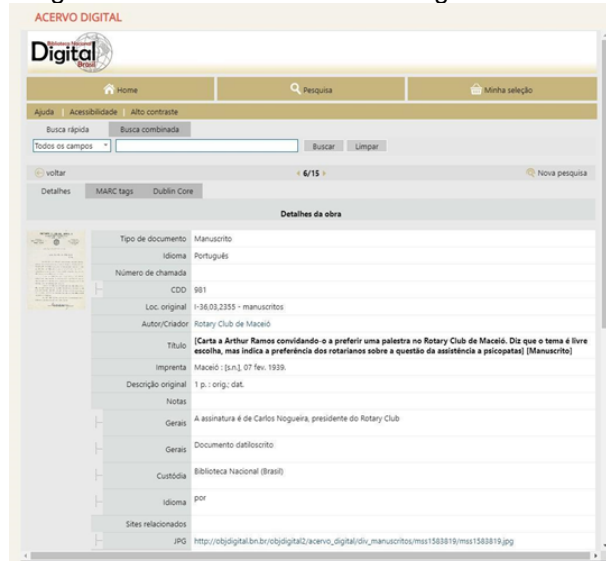 ACERVO DIGITAL
Biblioteca Nacional
Digital
Brasil
Home
Pesquisa
Minha seleção
Ajuda | Acessibilidade | Alto contraste
Busca rápida
Busca combinada
Todos os campos
Buscar
Limpar
voltar
6/15
Nova pesquisa
Detalhes
MARC tags
Dublin Core
Detalhes da obra
Tipo de documento Manuscrito
Idioma Português
Número de chamada
CDD 981
Loc. original I-36,03,2355 - manuscritos
Autor/Criador Rotary Club de Maceió
Título [Carta a Arthur Ramos convidando-o a preferir uma palestra no Rotary Club de Maceió. Diz que o tema é livre
escolha, mas indica a preferência dos rotarianos sobre a questão da assistência a psicopatas] [Manuscrito]
Imprenta Maceió : [s.n.], 07 fev. 1939.
Descrição original 1 p. : orig.; dat.
Notas
Gerais A assinatura é de Carlos Nogueira, presidente do Rotary Club
Gerais Documento datiloscrito
Custódia Biblioteca Nacional (Brasil)
Idioma por
Sites relacionados
JPG http://objdigital.bn.br/objdigital2/acervo_digital/div_manuscritos/mss1583819/mss1583819.jpg